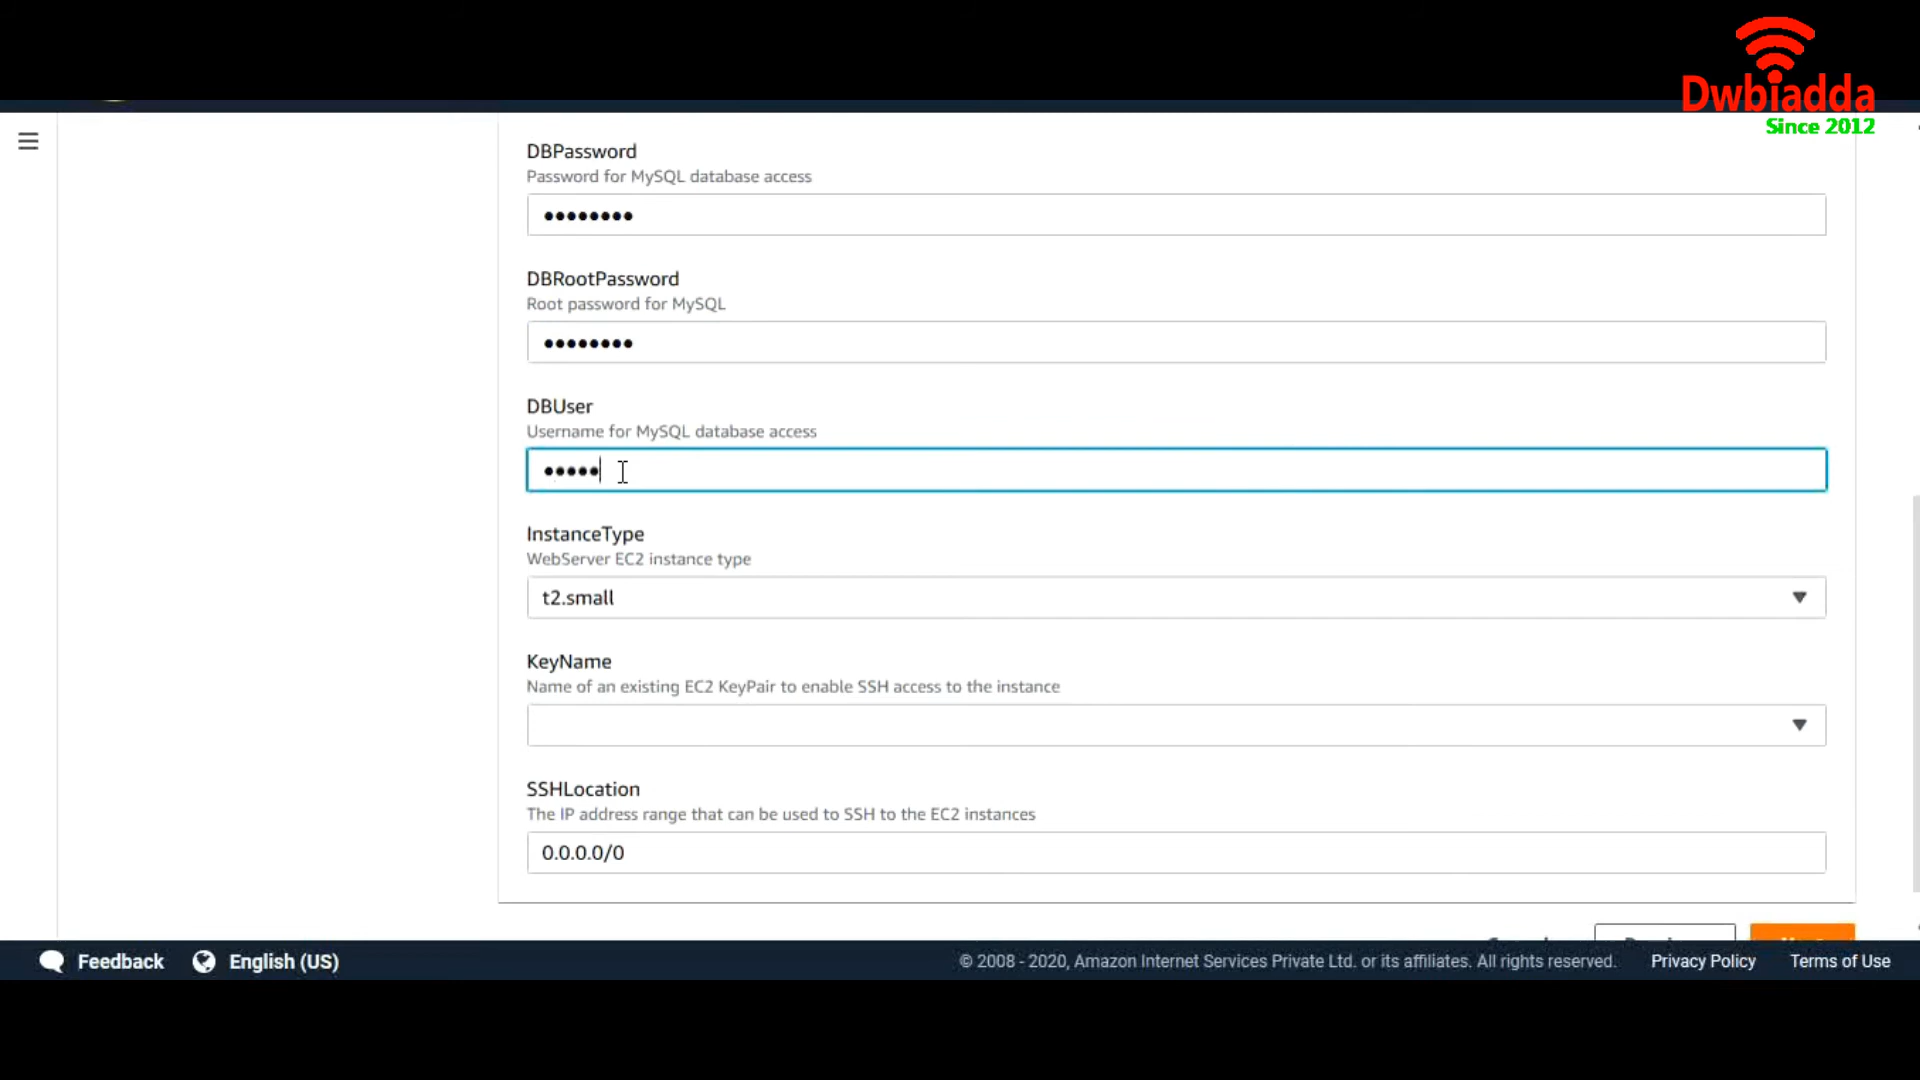 Dwbiadda
Since 2012
DBPassword
Password for MySQL database access
••••••••
DBRootPassword
Root password for MySQL
••••••••
DBUser
Username for MySQL database access
•••••
InstanceType
WebServer EC2 instance type
t2.small
KeyName
Name of an existing EC2 KeyPair to enable SSH access to the instance
SSHLocation
The IP address range that can be used to SSH to the EC2 instances
0.0.0.0/0
Feedback English (US) © 2008 - 2020, Amazon Internet Services Private Ltd. or its affiliates. All rights reserved. Privacy Policy Terms of Use